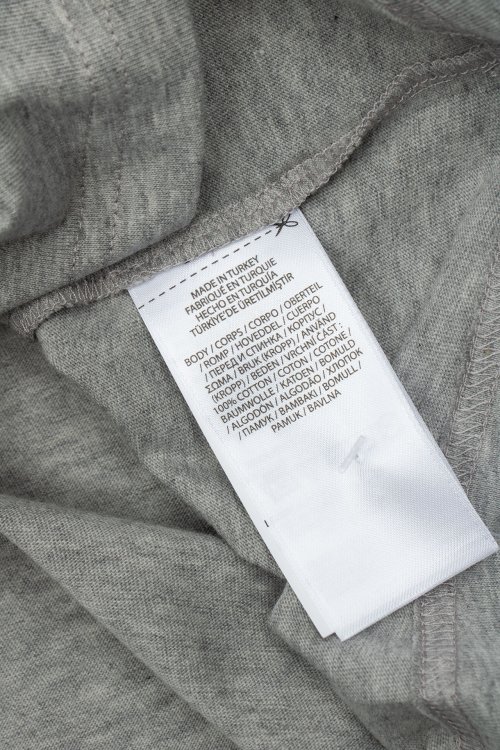 MADE IN TURKEY
FABRIQUÉ EN TURQUIE
HECHO EN TURQUÍA
TÜRKİYE'DE ÜRETİLMİŞTİR
BODY / CORPS / CORPO / OBERTEIL
/ ROMP / HOVEDDEL / CUERPO
/ ПЕРЕД И СПИНКА / ΚΟΡΤΥС /
ΣΩΜΑ / BRUK (KROPP) / ANVÄND
(KROPP) / BEDEN / VRCHNÍ ČÁST :
100% COTTON / COTON / COTONE /
BAUMWOLLE / KATOEN / BOMULD
/ ALGODÓN / ALGODÃO / ХЛОПОК
/ ПАМУК / ΒΑΜΒΑΚΙ / BOMULL /
PAMUK / BAVLNA